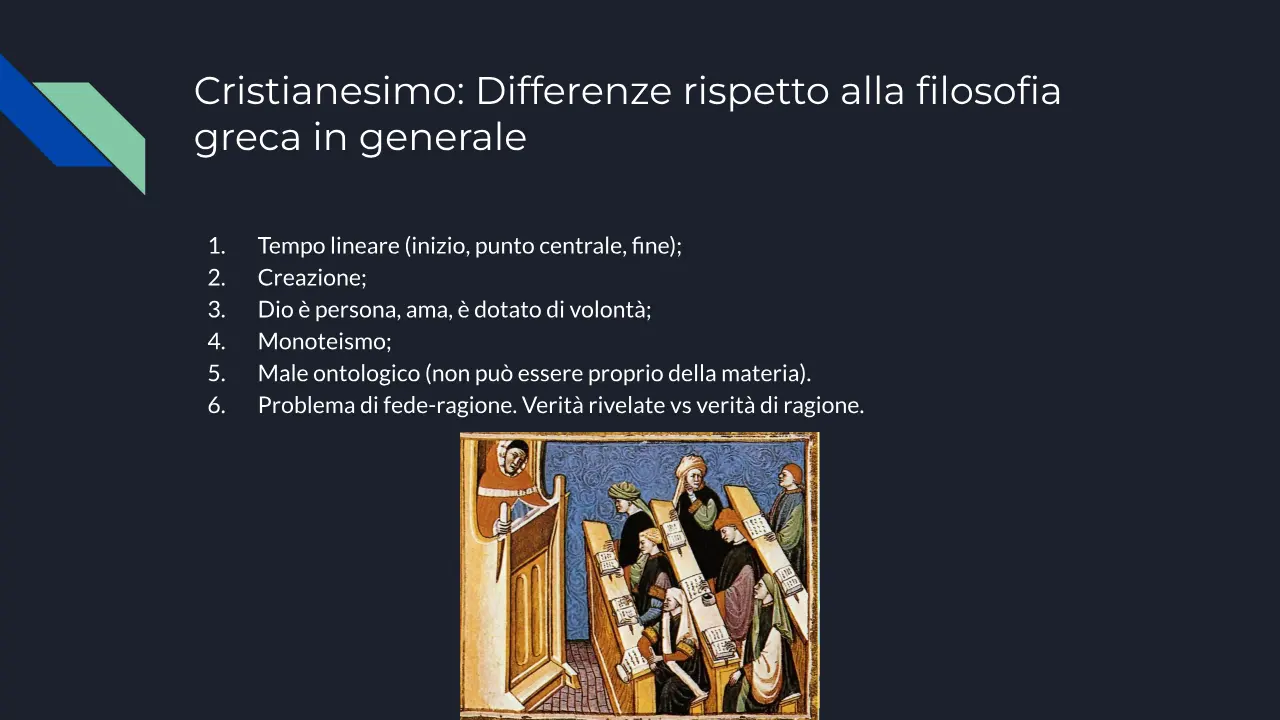 Cristianesimo: Differenze rispetto alla filosofia
greca in generale
1. Tempo lineare (inizio, punto centrale, fine);
2. Creazione;
3. Dio è persona, ama, è dotato di volontà;
4. Monoteismo;
5. Male ontologico (non può essere proprio della materia).
6. Problema di fede-ragione. Verità rivelate vs verità di ragione.